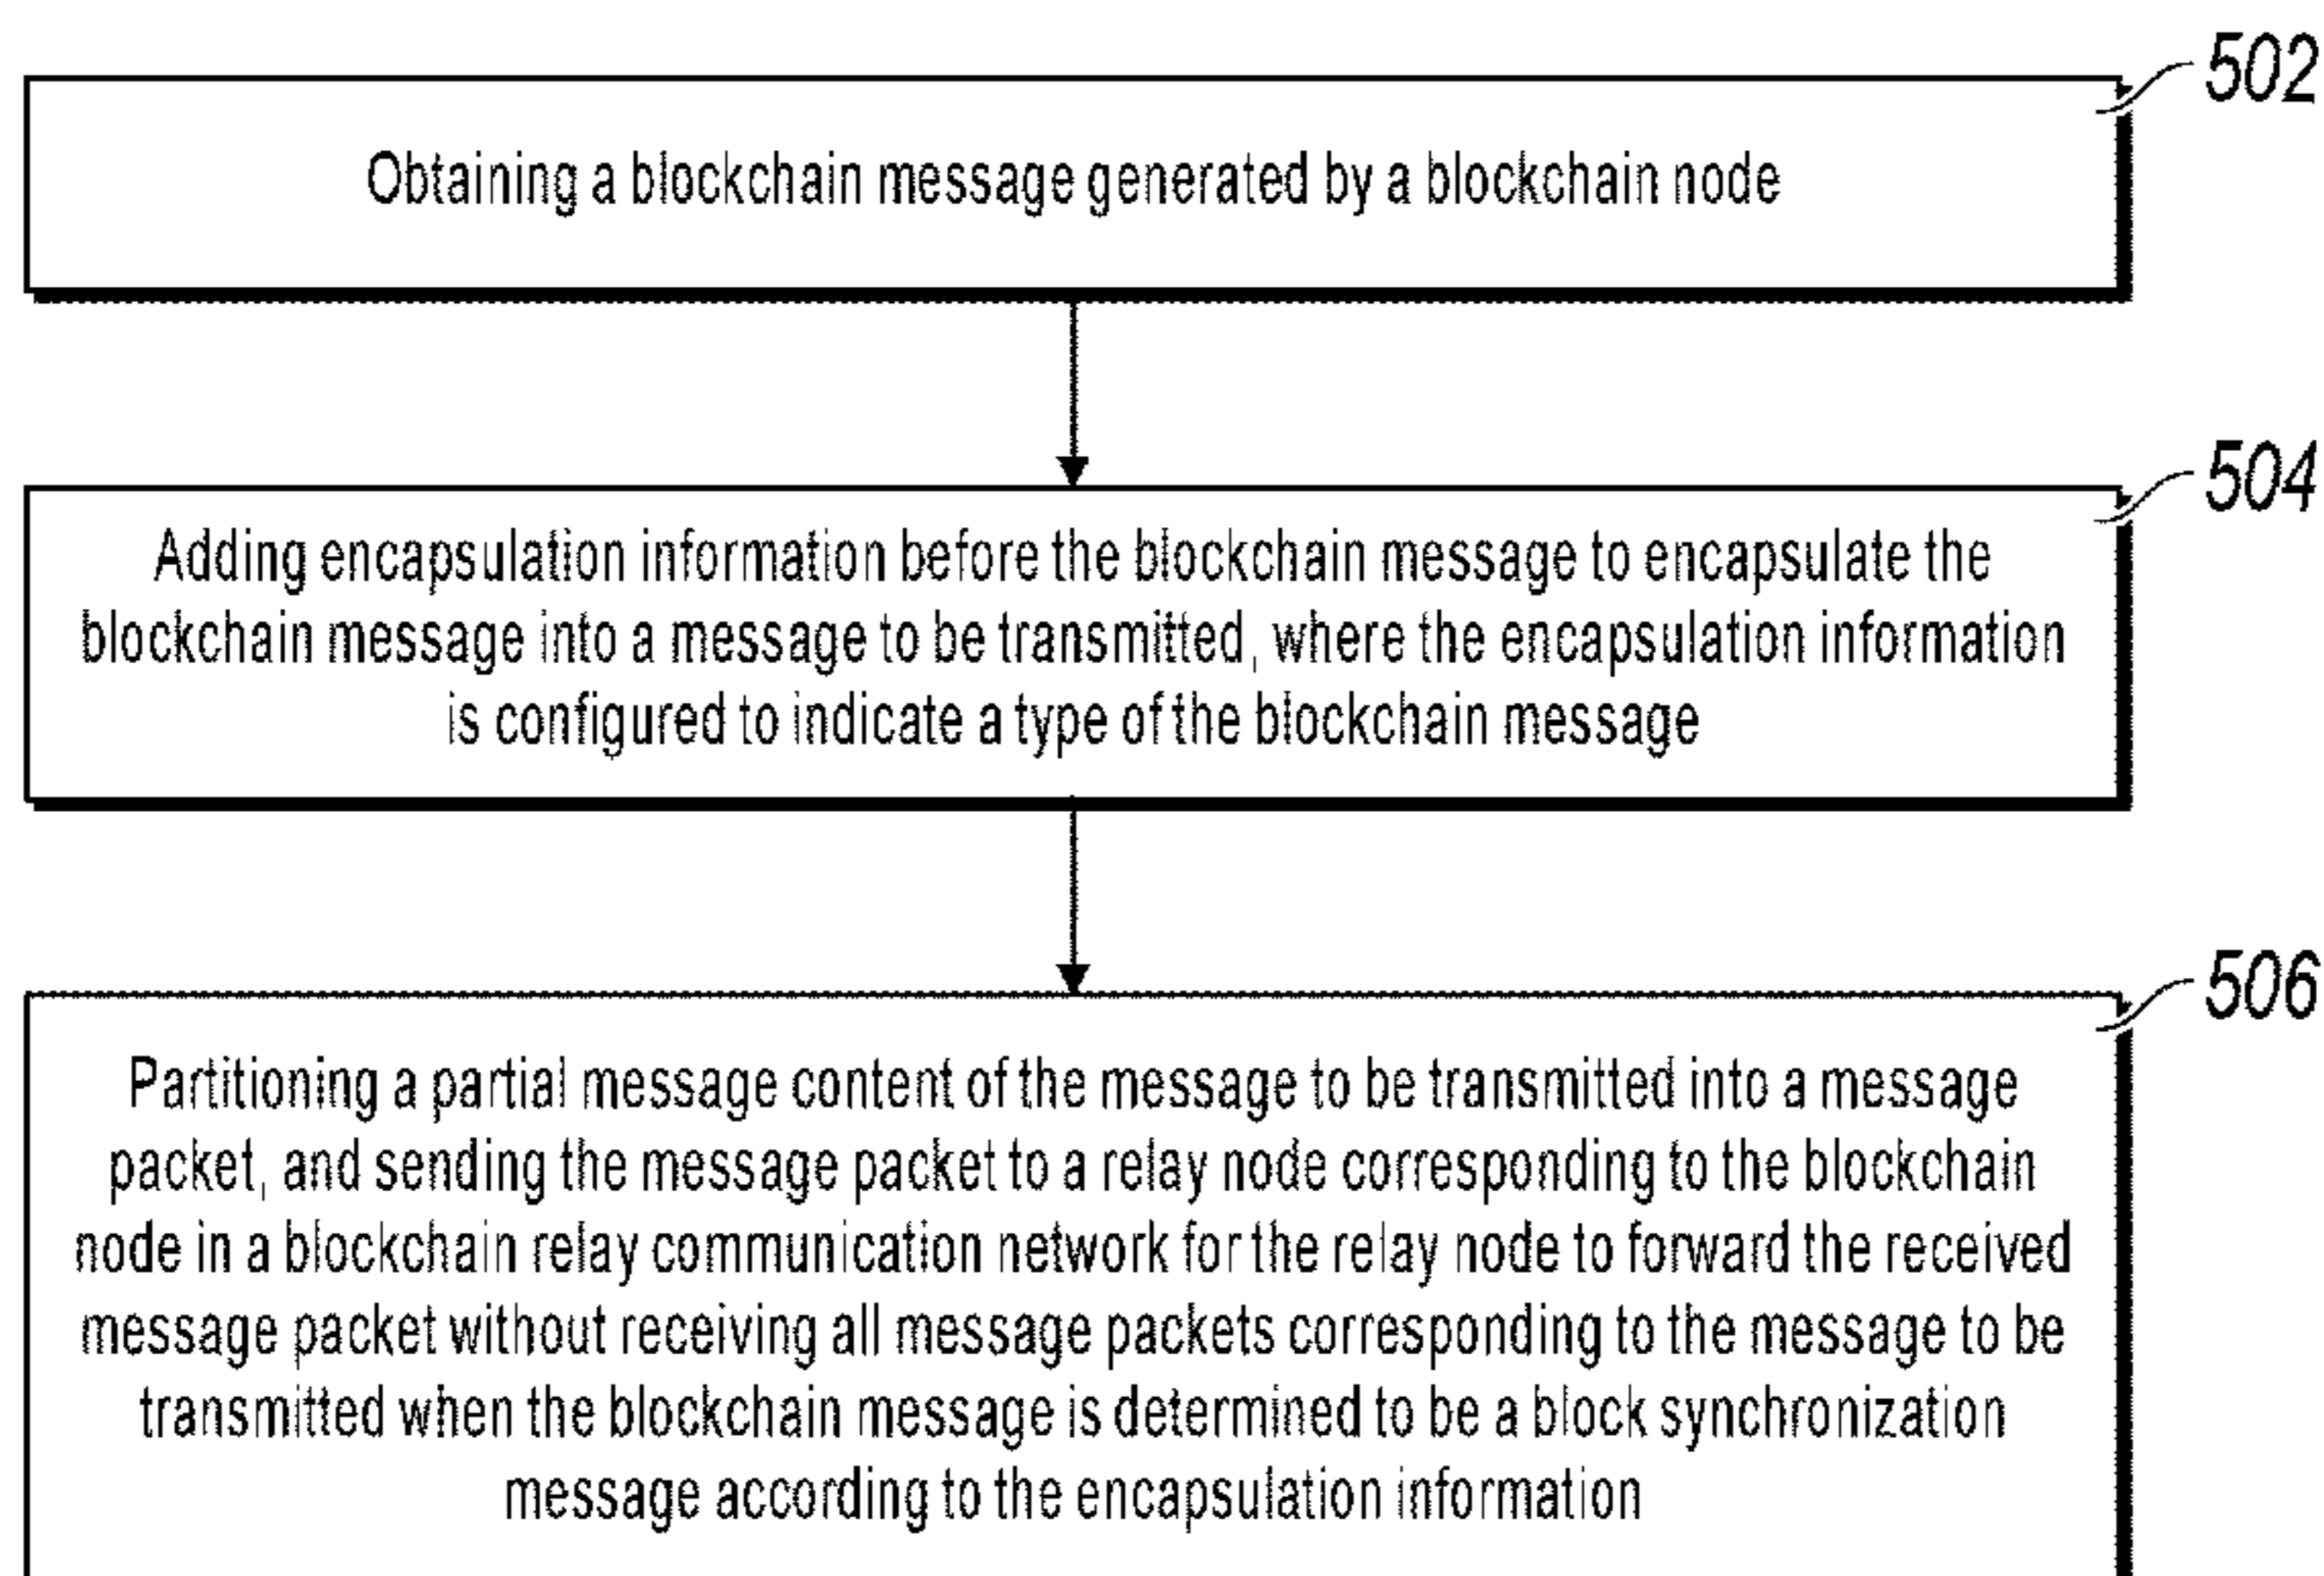 502
Obtaining a blockchain message generated by a blockchain node
504
Adding encapsulation information before the blockchain message to encapsulate the
blockchain message into a message to be transmitted, where the encapsulation information
is configured to indicate a type of the blockchain message
506
Partitioning a partial message content of the message to be transmitted into a message
packet, and sending the message packet to a relay node corresponding to the blockchain
node in a blockchain relay communication network for the relay node to forward the received
message packet without receiving all message packets corresponding to the message to be
transmitted when the blockchain message is determined to be a block synchronization
message according to the encapsulation information